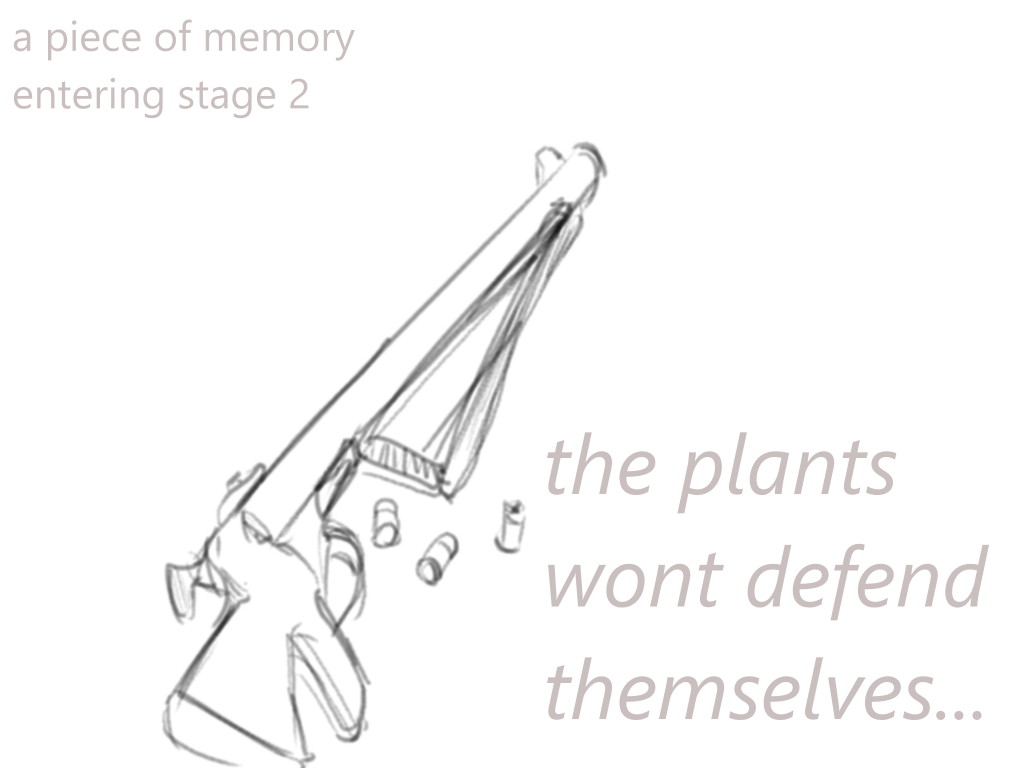 a piece of memory
entering stage 2
the plants
wont defend
themselves...